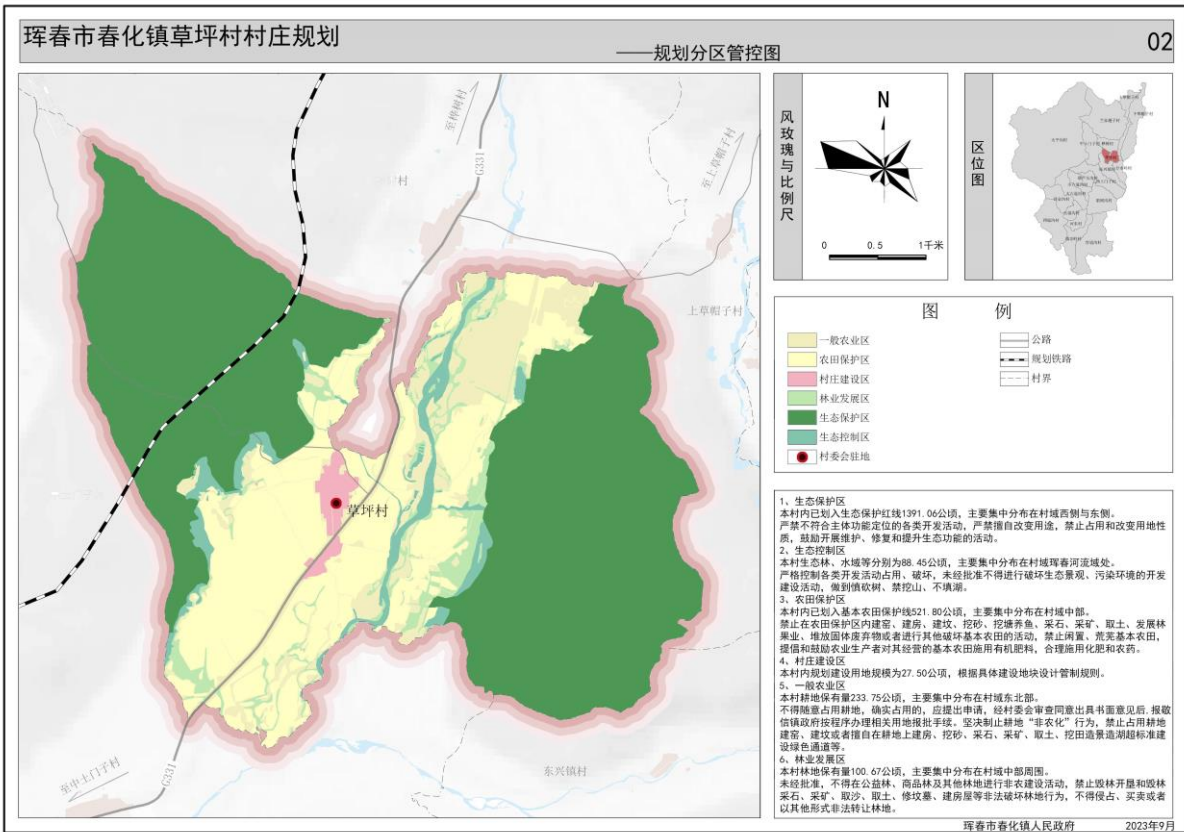 珲春市春化镇草坪村村庄规划
——规划分区管控图
02
至桦树村
G331
至上草帽子村
上草帽子村
草坪村
G331
至中土门子村
东兴镇村
风玫瑰与比例尺
N
0 0.5 1千米
区位图
图 例
一般农业区
农田保护区
村庄建设区
林业发展区
生态保护区
生态控制区
村委会驻地
公路
规划铁路
村界
1、生态保护区
本村内已划入生态保护红线1391.06公顷，主要集中分布在村域西侧与东侧。
严禁不符合主体功能定位的各类开发活动，严禁擅自改变用途，禁止占用和改变用地性
质，鼓励开展维护、修复和提升生态功能的活动。
2、生态控制区
本村生态林、水域等分别为88.45公顷，主要集中分布在村域珲春河流域处。
严格控制各类开发活动占用、破坏，未经批准不得进行破坏生态景观、污染环境的开发
建设活动，做到慎砍树、禁挖山、不填湖。
3、农田保护区
本村内已划入基本农田保护线521.80公顷，主要集中分布在村域中部。
禁止在农田保护区内建窑、建房、建坟、挖砂、挖塘养鱼、采石、采矿、取土、发展林
果业、堆放固体废弃物或者进行其他破坏基本农田的活动，禁止闲置、荒芜基本农田，
提倡和鼓励农业生产者对其经营的基本农田施用有机肥料，合理施用化肥和农药。
4、村庄建设区
本村内规划建设用地规模为27.50公顷，根据具体建设地块设计管制规则。
5、一般农业区
本村耕地保有量233.75公顷，主要集中分布在村域东北部。
不得随意占用耕地，确实占用的，应提出申请，经村委会审查同意出具书面意见后，报敬
信镇政府按程序办理相关用地报批手续。坚决制止耕地“非农化”行为，禁止占用耕地
建窑、建坟或者擅自在耕地上建房、挖砂、采石、采矿、取土、挖田造景造湖超标准建
设绿色通道等。
6、林业发展区
本村林地保有量100.67公顷，主要集中分布在村域中部周围。
未经批准，不得在公益林、商品林及其他林地进行非农建设活动，禁止毁林开垦和毁林
采石、采矿、取沙、取土、修坟墓、建房屋等非法破坏林地行为，不得侵占、买卖或者
以其他形式非法转让林地。
珲春市春化镇人民政府 2023年9月